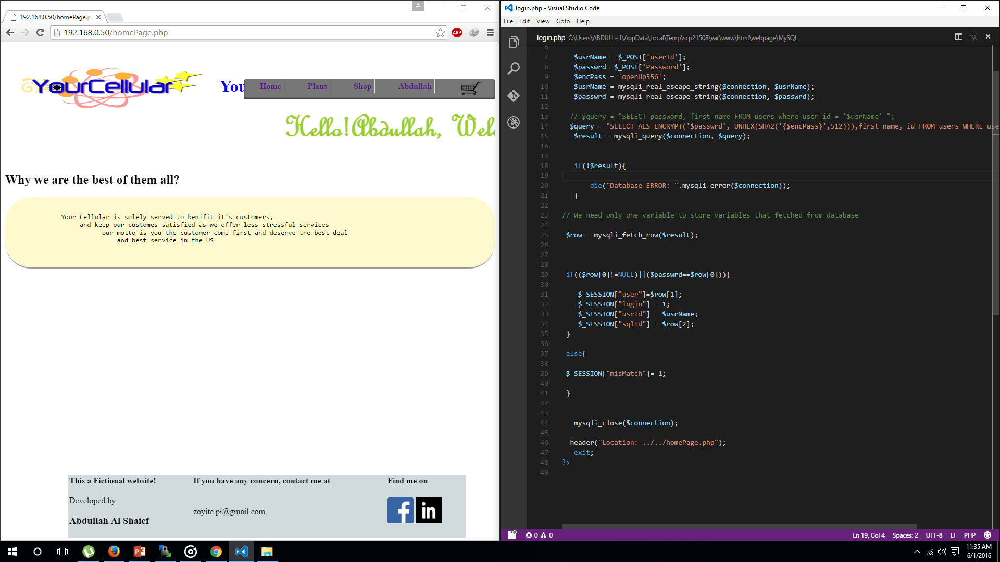 192.168.0.50/homePage.p
192.168.0.50/homePage.php
ABP
YourCellular
You
Home
Plans
Shop
Abdullah
Hello!Abdullah, Wel
Why we are the best of them all?
Your Cellular is solely served to benifit it's customers,
and keep our customes satisfied as we offer less stressful services
our motto is you the customer come first and deserve the best deal
and best service in the US
This a Fictional website!
If you have any concern, contact me at
Find me on
Developed by
zoyite.pi@gmail.com
Abdullah Al Shaief
f
in
login.php - Visual Studio Code
File Edit View Goto Help
login.php C:\Users\ABDULL~1\AppData\Local\Temp\scp21508\var\www\html\webpage\MySQL
6
7 $usrName = $_POST['userId'];
8 $passwrd =$_POST['Password'];
9 $encPass = 'openUp556';
10 $usrName = mysqli_real_escape_string($connection, $usrName);
11 $passwrd = mysqli_real_escape_string($connection, $passwrd);
12
13 // $query = "SELECT password, first_name FROM users where user_id = '$usrName' ";
14 $query = "SELECT AES_ENCRYPT('$passwrd', UNHEX(SHA2('{$encPass}',512))),first_name, id FROM users WHERE use
15 $result = mysqli_query($connection, $query);
16
17
18 if(!$result){
19
20 die("Database ERROR: ".mysqli_error($connection));
21 }
22
23 // We need only one variable to store variables that fetched from database
24
25 $row = mysqli_fetch_row($result);
26
27
28
29 if(($row[0]!=NULL)||($passwrd==$row[0])){
30
31 $_SESSION["user"]=$row[1];
32 $_SESSION["login"] = 1;
33 $_SESSION["usrId"] = $usrName;
34 $_SESSION["sqlId"] = $row[2];
35 }
36
37 else{
38
39 $_SESSION["misMatch"]= 1;
40
41 }
42
43
44 mysqli_close($connection);
45
46 header("Location: ../../homePage.php");
47 exit;
48 ?>
49
0 0
Ln 19, Col 4 Spaces: 2 UTF-8 LF PHP
11:35 AM
6/1/2016